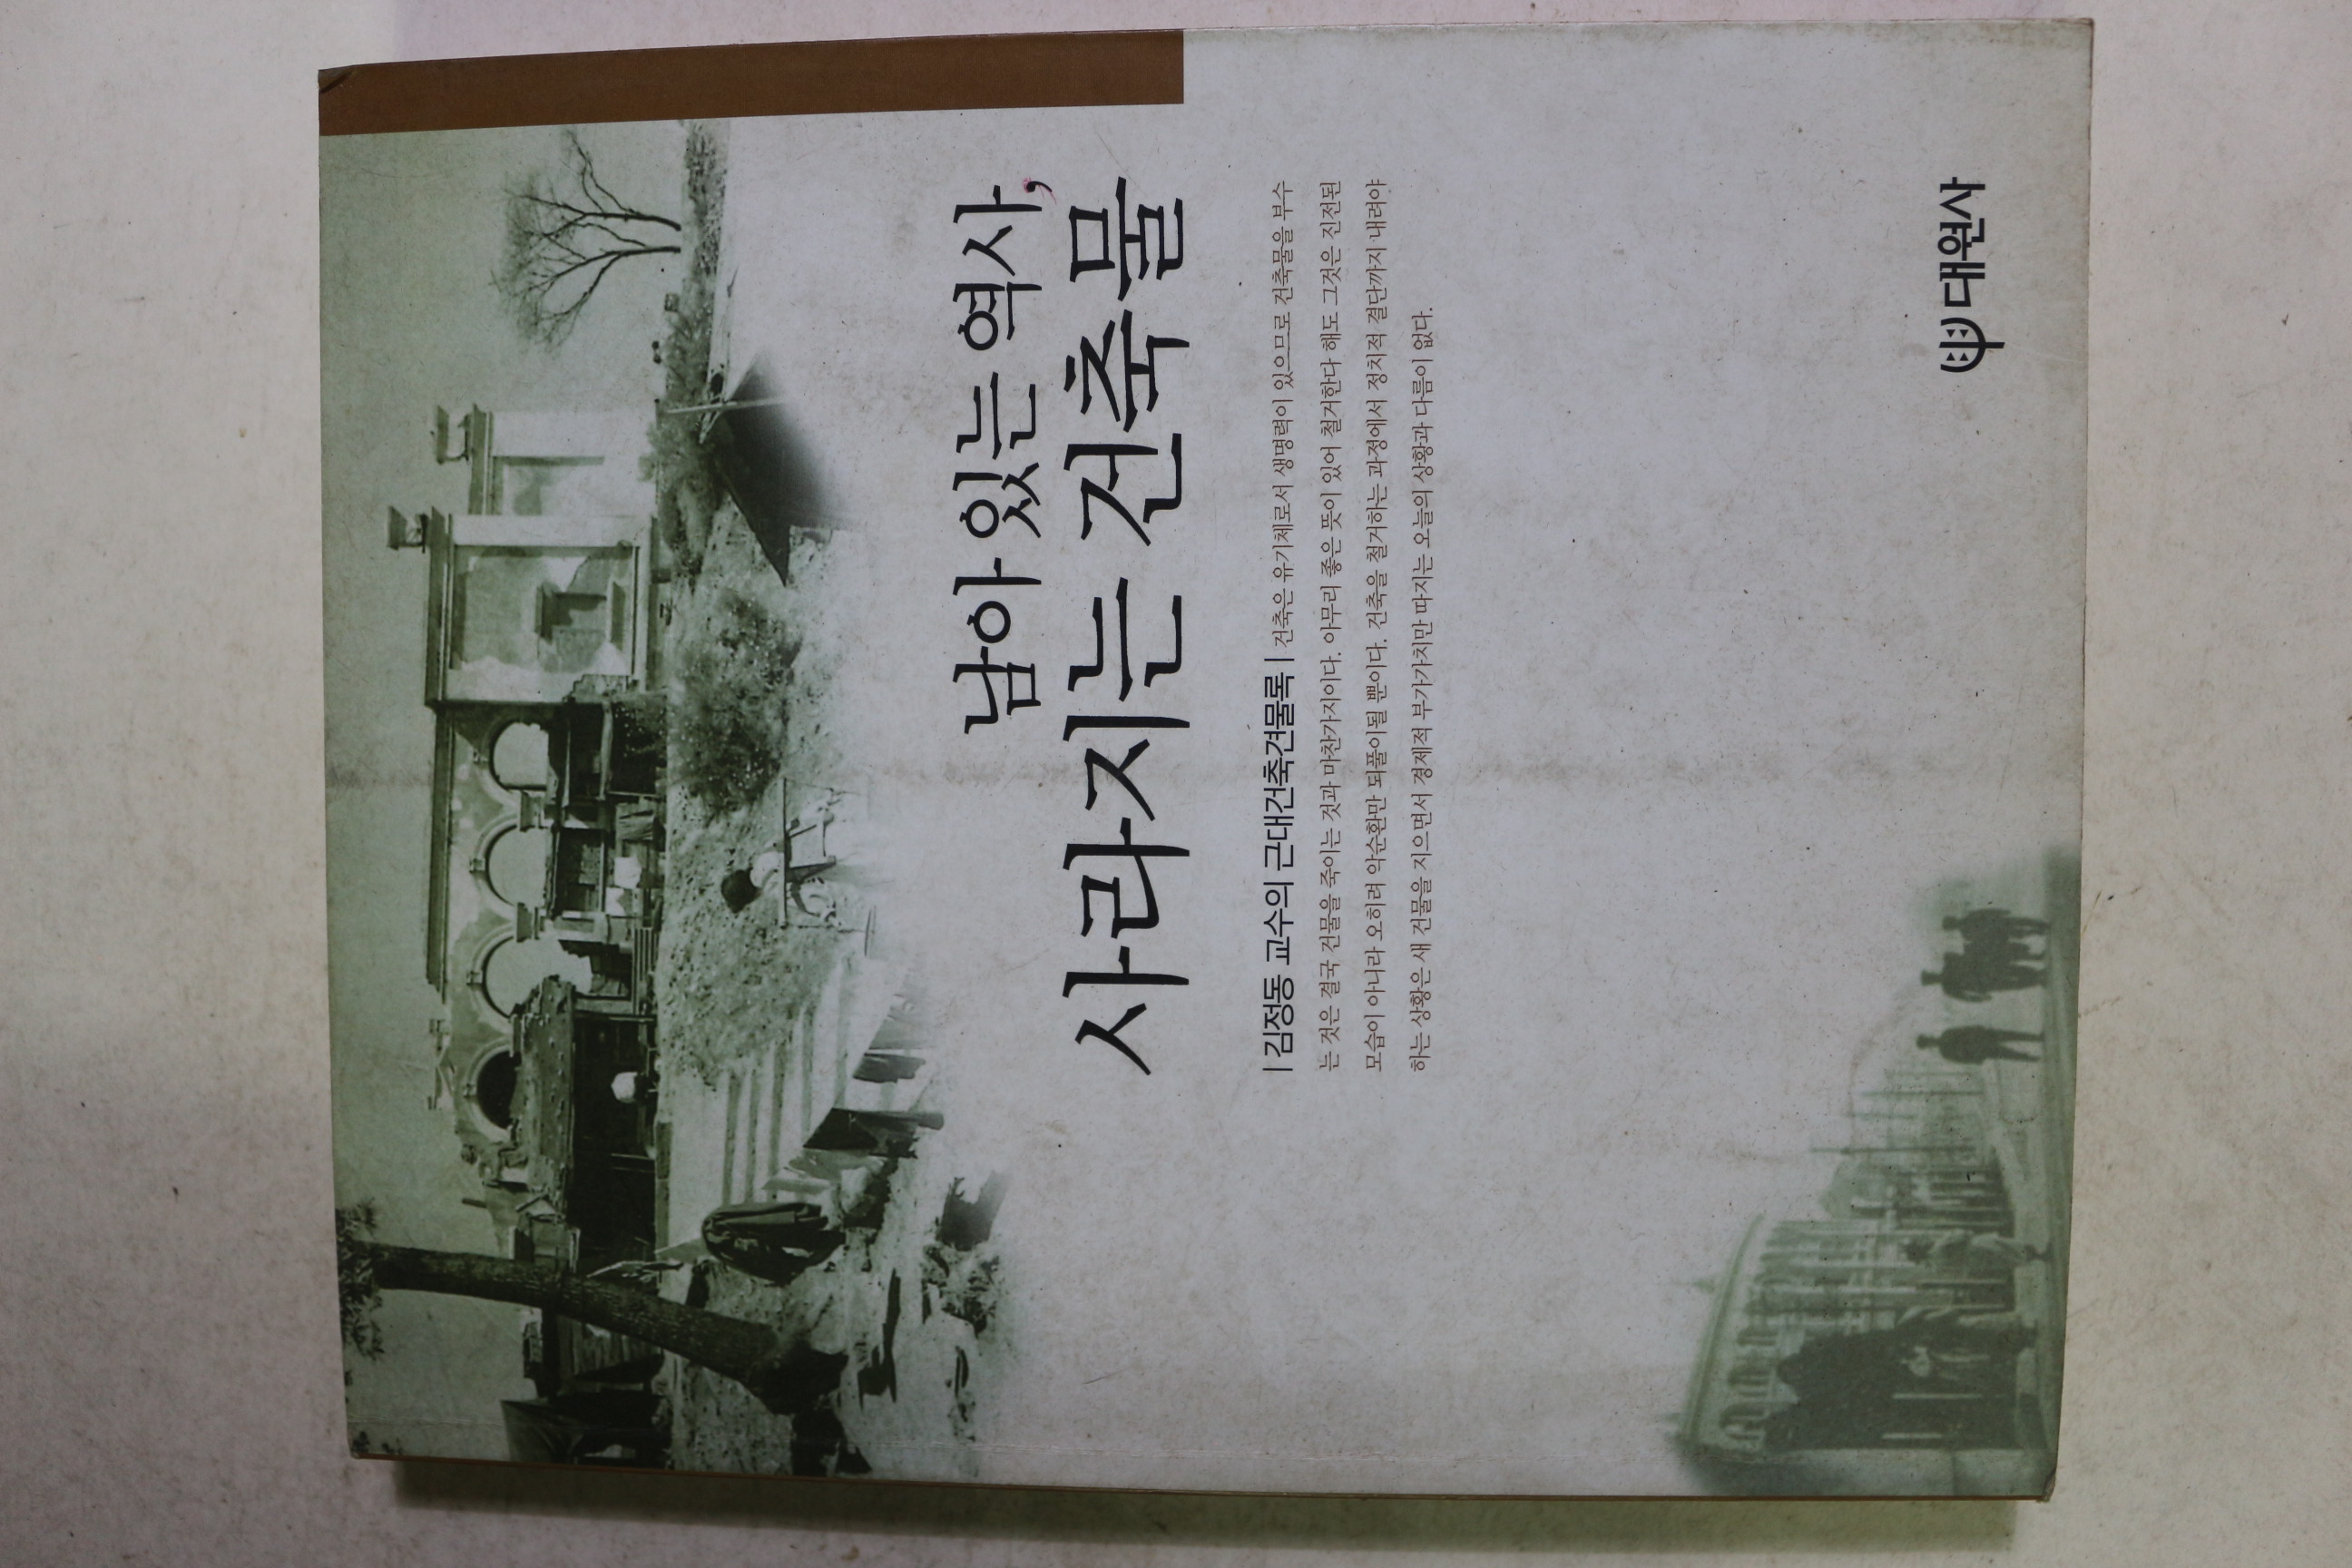 남아 있는 역사,
사라지는 건축물
| 김정동 교수의 근대건축견물록 | 건축은 유기체로서 생명력이 있으므로 건축물을 부수
는 것은 결국 건물을 죽이는 것과 마찬가지이다. 아무리 좋은 뜻이 있어 철거한다 해도 그것은 진전된
모습이 아니라 오히려 악순환만 되풀이될 뿐이다. 건축을 철거하는 과정에서 정치적 결단까지 내려야
하는 상황은 새 건물을 지으면서 경제적 부가가치만 따지는 오늘의 상황과 다름이 없다.
대원사